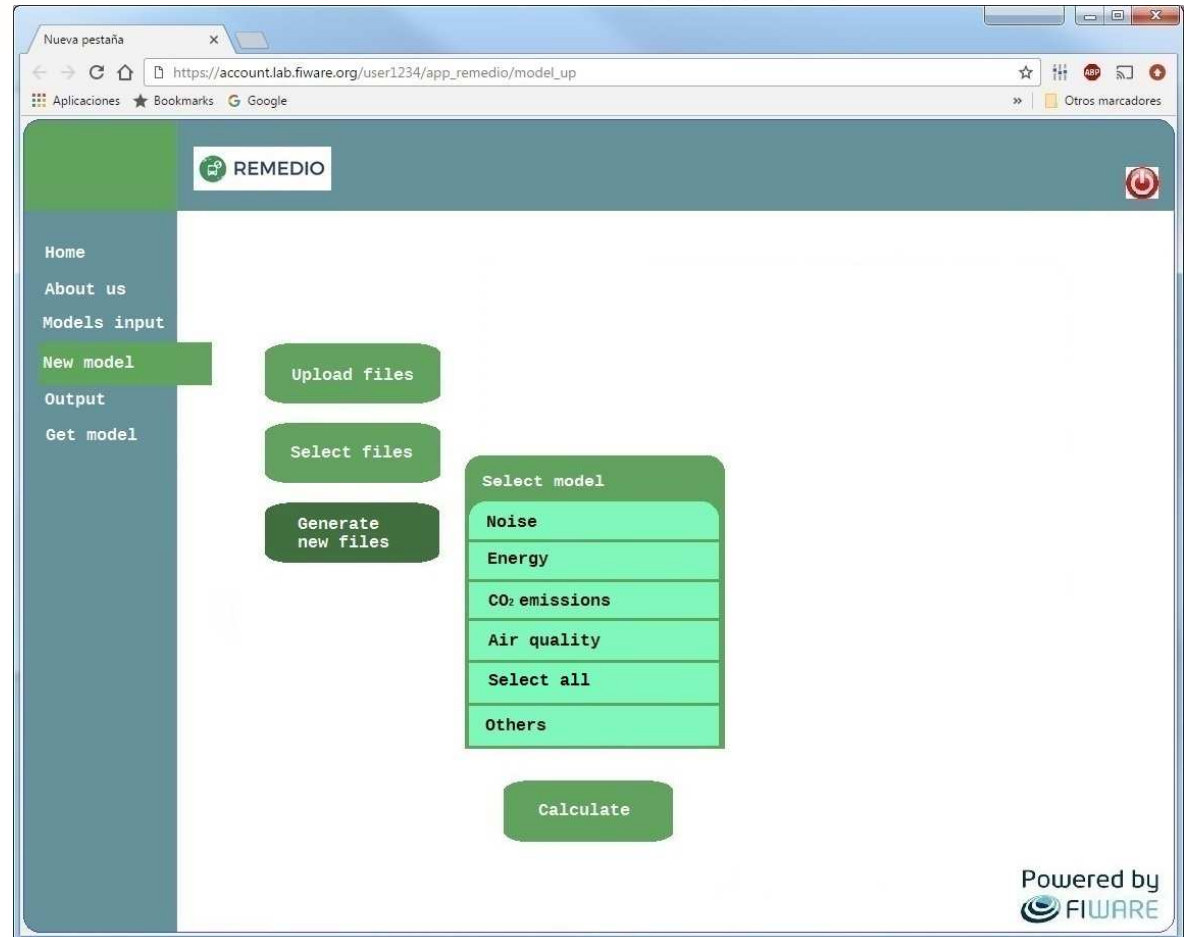 Nueva pestaña
https://account.lab.fiware.org/user1234/app_remedio/model_up
ABP
Aplicaciones Bookmarks G Google » Otros marcadores
REMEDIO
Home
About us
Models input
New model
Output
Get model
Upload files
Select files
Generate
new files
Select model
Noise
Energy
CO₂ emissions
Air quality
Select all
Others
Calculate
Powered by
FIWARE